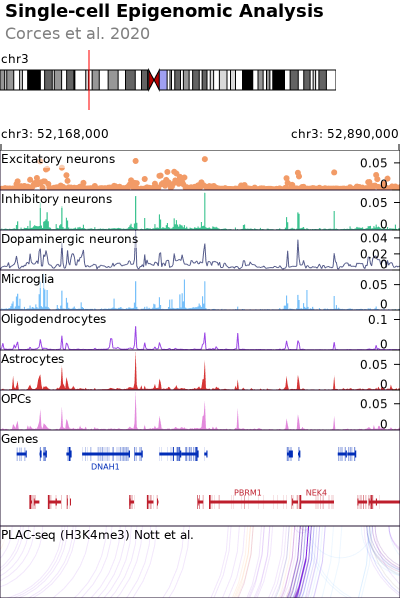 Single-cell Epigenomic Analysis
Corces et al. 2020
chr3
chr3: 52,168,000 chr3: 52,890,000
Excitatory neurons 0.05
0
Inhibitory neurons 0.05
0
Dopaminergic neurons 0.04
0.02
0
Microglia 0.05
0
Oligodendrocytes 0.1
0
Astrocytes 0.05
0
OPCs 0.05
0
Genes
DNAH1
PBRM1 NEK4
PLAC-seq (H3K4me3) Nott et al.